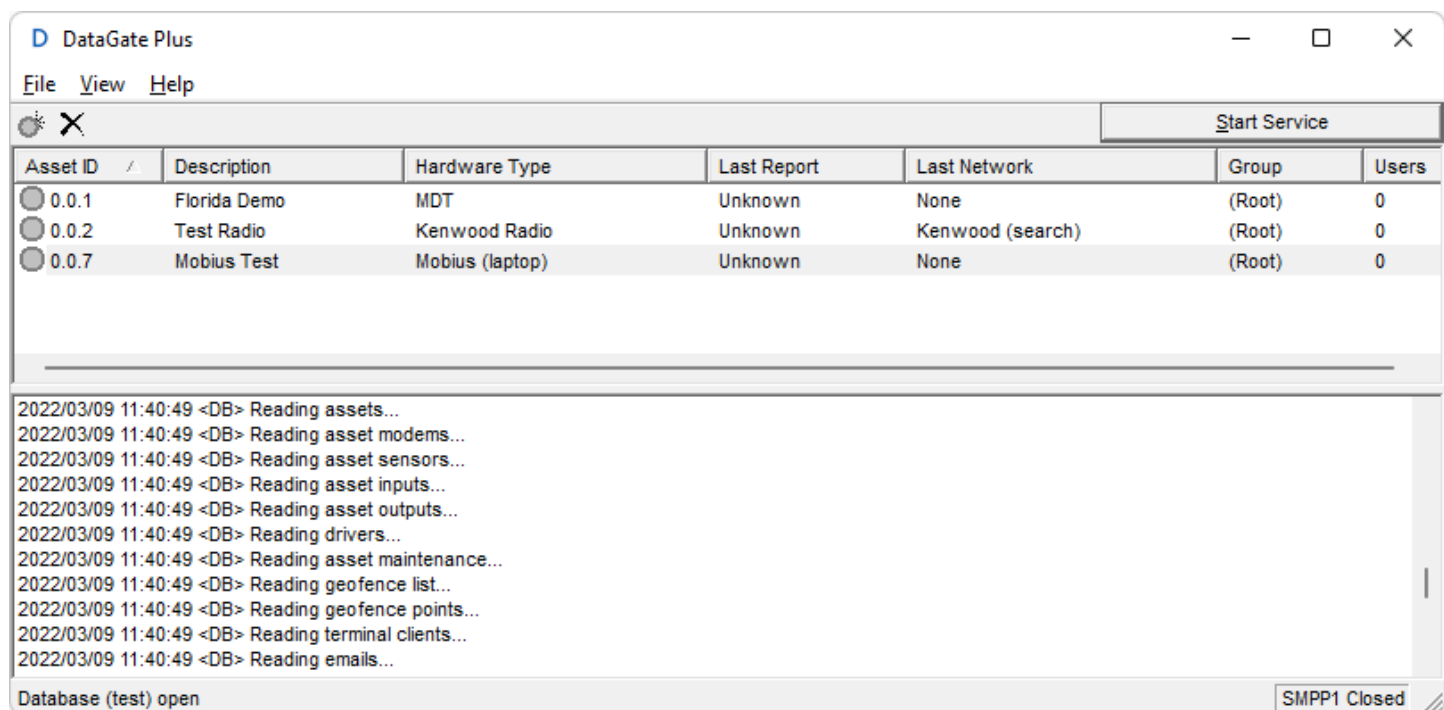 D DataGate Plus
File View Help
Start Service
Asset ID Description Hardware Type Last Report Last Network Group Users
0.0.1 Florida Demo MDT Unknown None (Root) 0
0.0.2 Test Radio Kenwood Radio Unknown Kenwood (search) (Root) 0
0.0.7 Mobius Test Mobius (laptop) Unknown None (Root) 0
2022/03/09 11:40:49 <DB> Reading assets...
2022/03/09 11:40:49 <DB> Reading asset modems...
2022/03/09 11:40:49 <DB> Reading asset sensors...
2022/03/09 11:40:49 <DB> Reading asset inputs...
2022/03/09 11:40:49 <DB> Reading asset outputs...
2022/03/09 11:40:49 <DB> Reading drivers...
2022/03/09 11:40:49 <DB> Reading asset maintenance...
2022/03/09 11:40:49 <DB> Reading geofence list...
2022/03/09 11:40:49 <DB> Reading geofence points...
2022/03/09 11:40:49 <DB> Reading terminal clients...
2022/03/09 11:40:49 <DB> Reading emails...
Database (test) open SMPP1 Closed